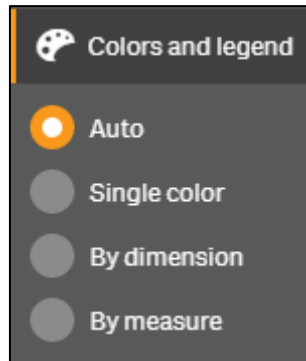 Colors and legend
Auto
Single color
By dimension
By measure